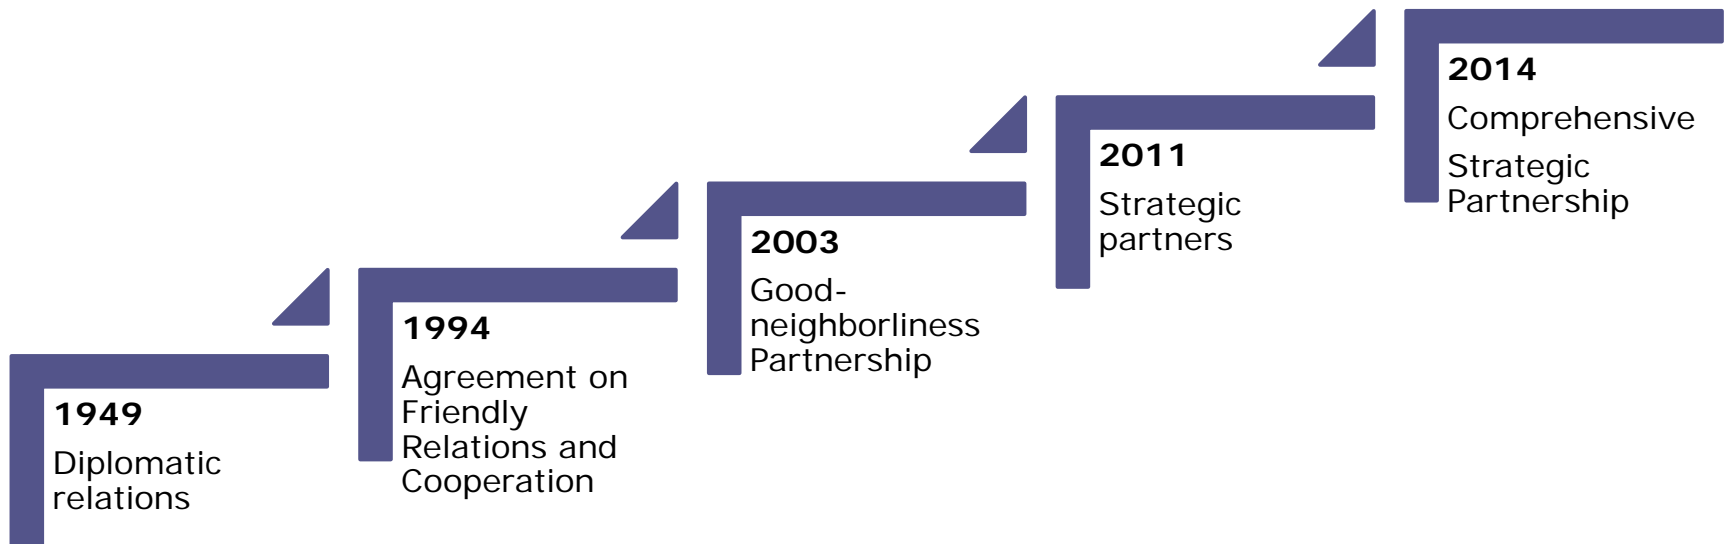 1949
Diplomatic
relations
1994
Agreement on
Friendly
Relations and
Cooperation
2003
Good-
neighborliness
Partnership
2011
Strategic
partners
2014
Comprehensive
Strategic
Partnership